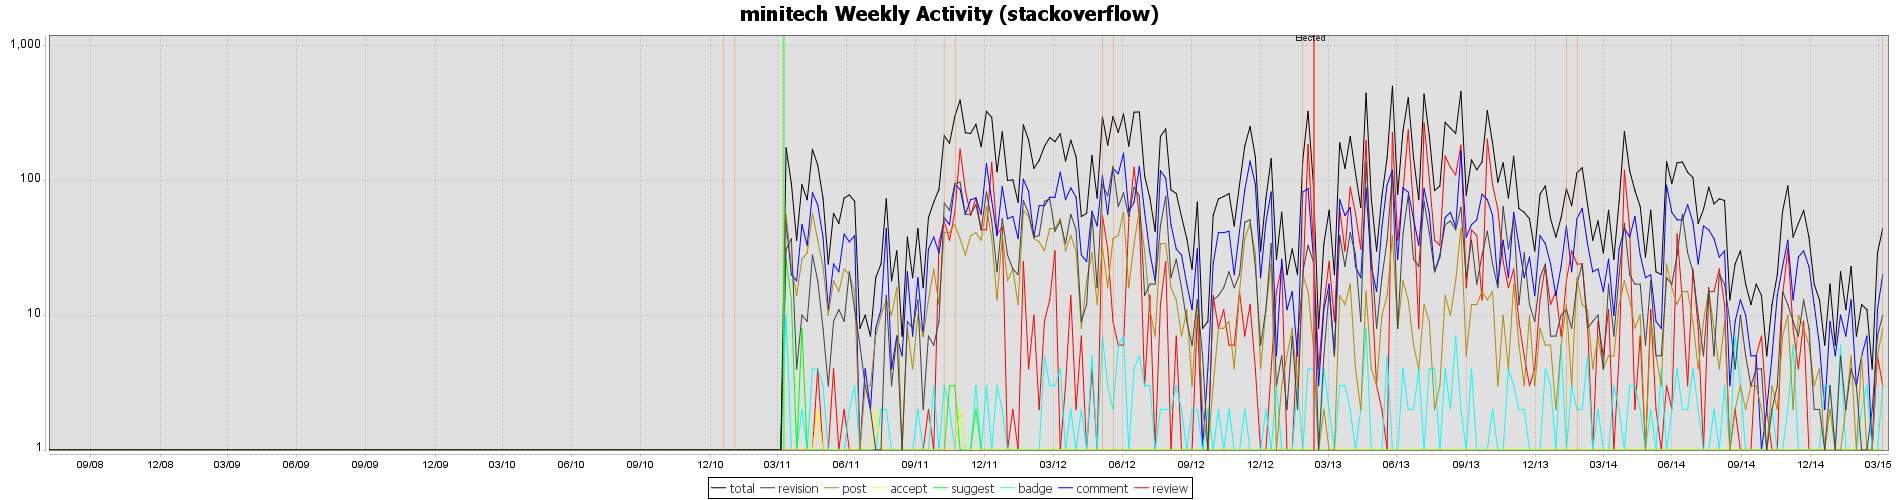 minitech Weekly Activity (stackoverflow)
Elected
1,000
100
10
1
09/08 12/08 03/09 06/09 09/09 12/09 03/10 06/10 09/10 12/10 03/11 06/11 09/11 12/11 03/12 06/12 09/12 12/12 03/13 06/13 09/13 12/13 03/14 06/14 09/14 12/14 03/15
total revision post accept suggest badge comment review